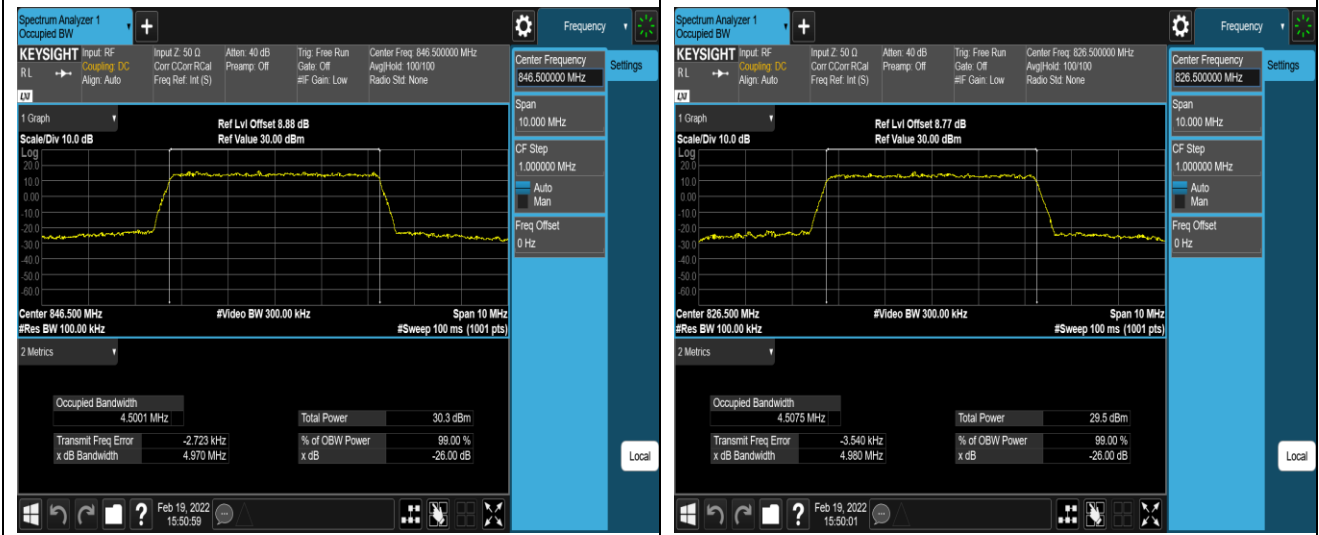 Spectrum Analyzer 1
Occupied BW
Frequency
KEYSIGHT
RL
LXI
Input: RF
Coupling: DC
Align: Auto
Input Z: 50 Ω
Corr CCorr RCal
Freq Ref: Int (S)
Atten: 40 dB
Preamp: Off
Trig: Free Run
Gate: Off
#IF Gain: Low
Center Freq: 846.500000 MHz
Avg|Hold: 100/100
Radio Std: None
Center Frequency
846.500000 MHz
Settings
Span
10.000 MHz
CF Step
1.000000 MHz
Auto
Man
Freq Offset
0 Hz
Local
1 Graph
Scale/Div 10.0 dB
Ref Lvl Offset 8.88 dB
Ref Value 30.00 dBm
Log
20.0
10.0
0.00
-10.0
-20.0
-30.0
-40.0
-50.0
-60.0
Center 846.500 MHz
#Video BW 300.00 kHz
Span 10 MHz
#Res BW 100.00 kHz
#Sweep 100 ms (1001 pts)
2 Metrics
Occupied Bandwidth
4.5001 MHz
Total Power 30.3 dBm
Transmit Freq Error -2.723 kHz
% of OBW Power 99.00 %
x dB Bandwidth 4.970 MHz
x dB -26.00 dB
?
Feb 19, 2022
15:50:59
Spectrum Analyzer 1
Occupied BW
Frequency
KEYSIGHT
RL
LXI
Input: RF
Coupling: DC
Align: Auto
Input Z: 50 Ω
Corr CCorr RCal
Freq Ref: Int (S)
Atten: 40 dB
Preamp: Off
Trig: Free Run
Gate: Off
#IF Gain: Low
Center Freq: 826.500000 MHz
Avg|Hold: 100/100
Radio Std: None
Center Frequency
826.500000 MHz
Settings
Span
10.000 MHz
CF Step
1.000000 MHz
Auto
Man
Freq Offset
0 Hz
Local
1 Graph
Scale/Div 10.0 dB
Ref Lvl Offset 8.77 dB
Ref Value 30.00 dBm
Log
20.0
10.0
0.00
-10.0
-20.0
-30.0
-40.0
-50.0
-60.0
Center 826.500 MHz
#Video BW 300.00 kHz
Span 10 MHz
#Res BW 100.00 kHz
#Sweep 100 ms (1001 pts)
2 Metrics
Occupied Bandwidth
4.5075 MHz
Total Power 29.5 dBm
Transmit Freq Error -3.540 kHz
% of OBW Power 99.00 %
x dB Bandwidth 4.980 MHz
x dB -26.00 dB
?
Feb 19, 2022
15:50:01